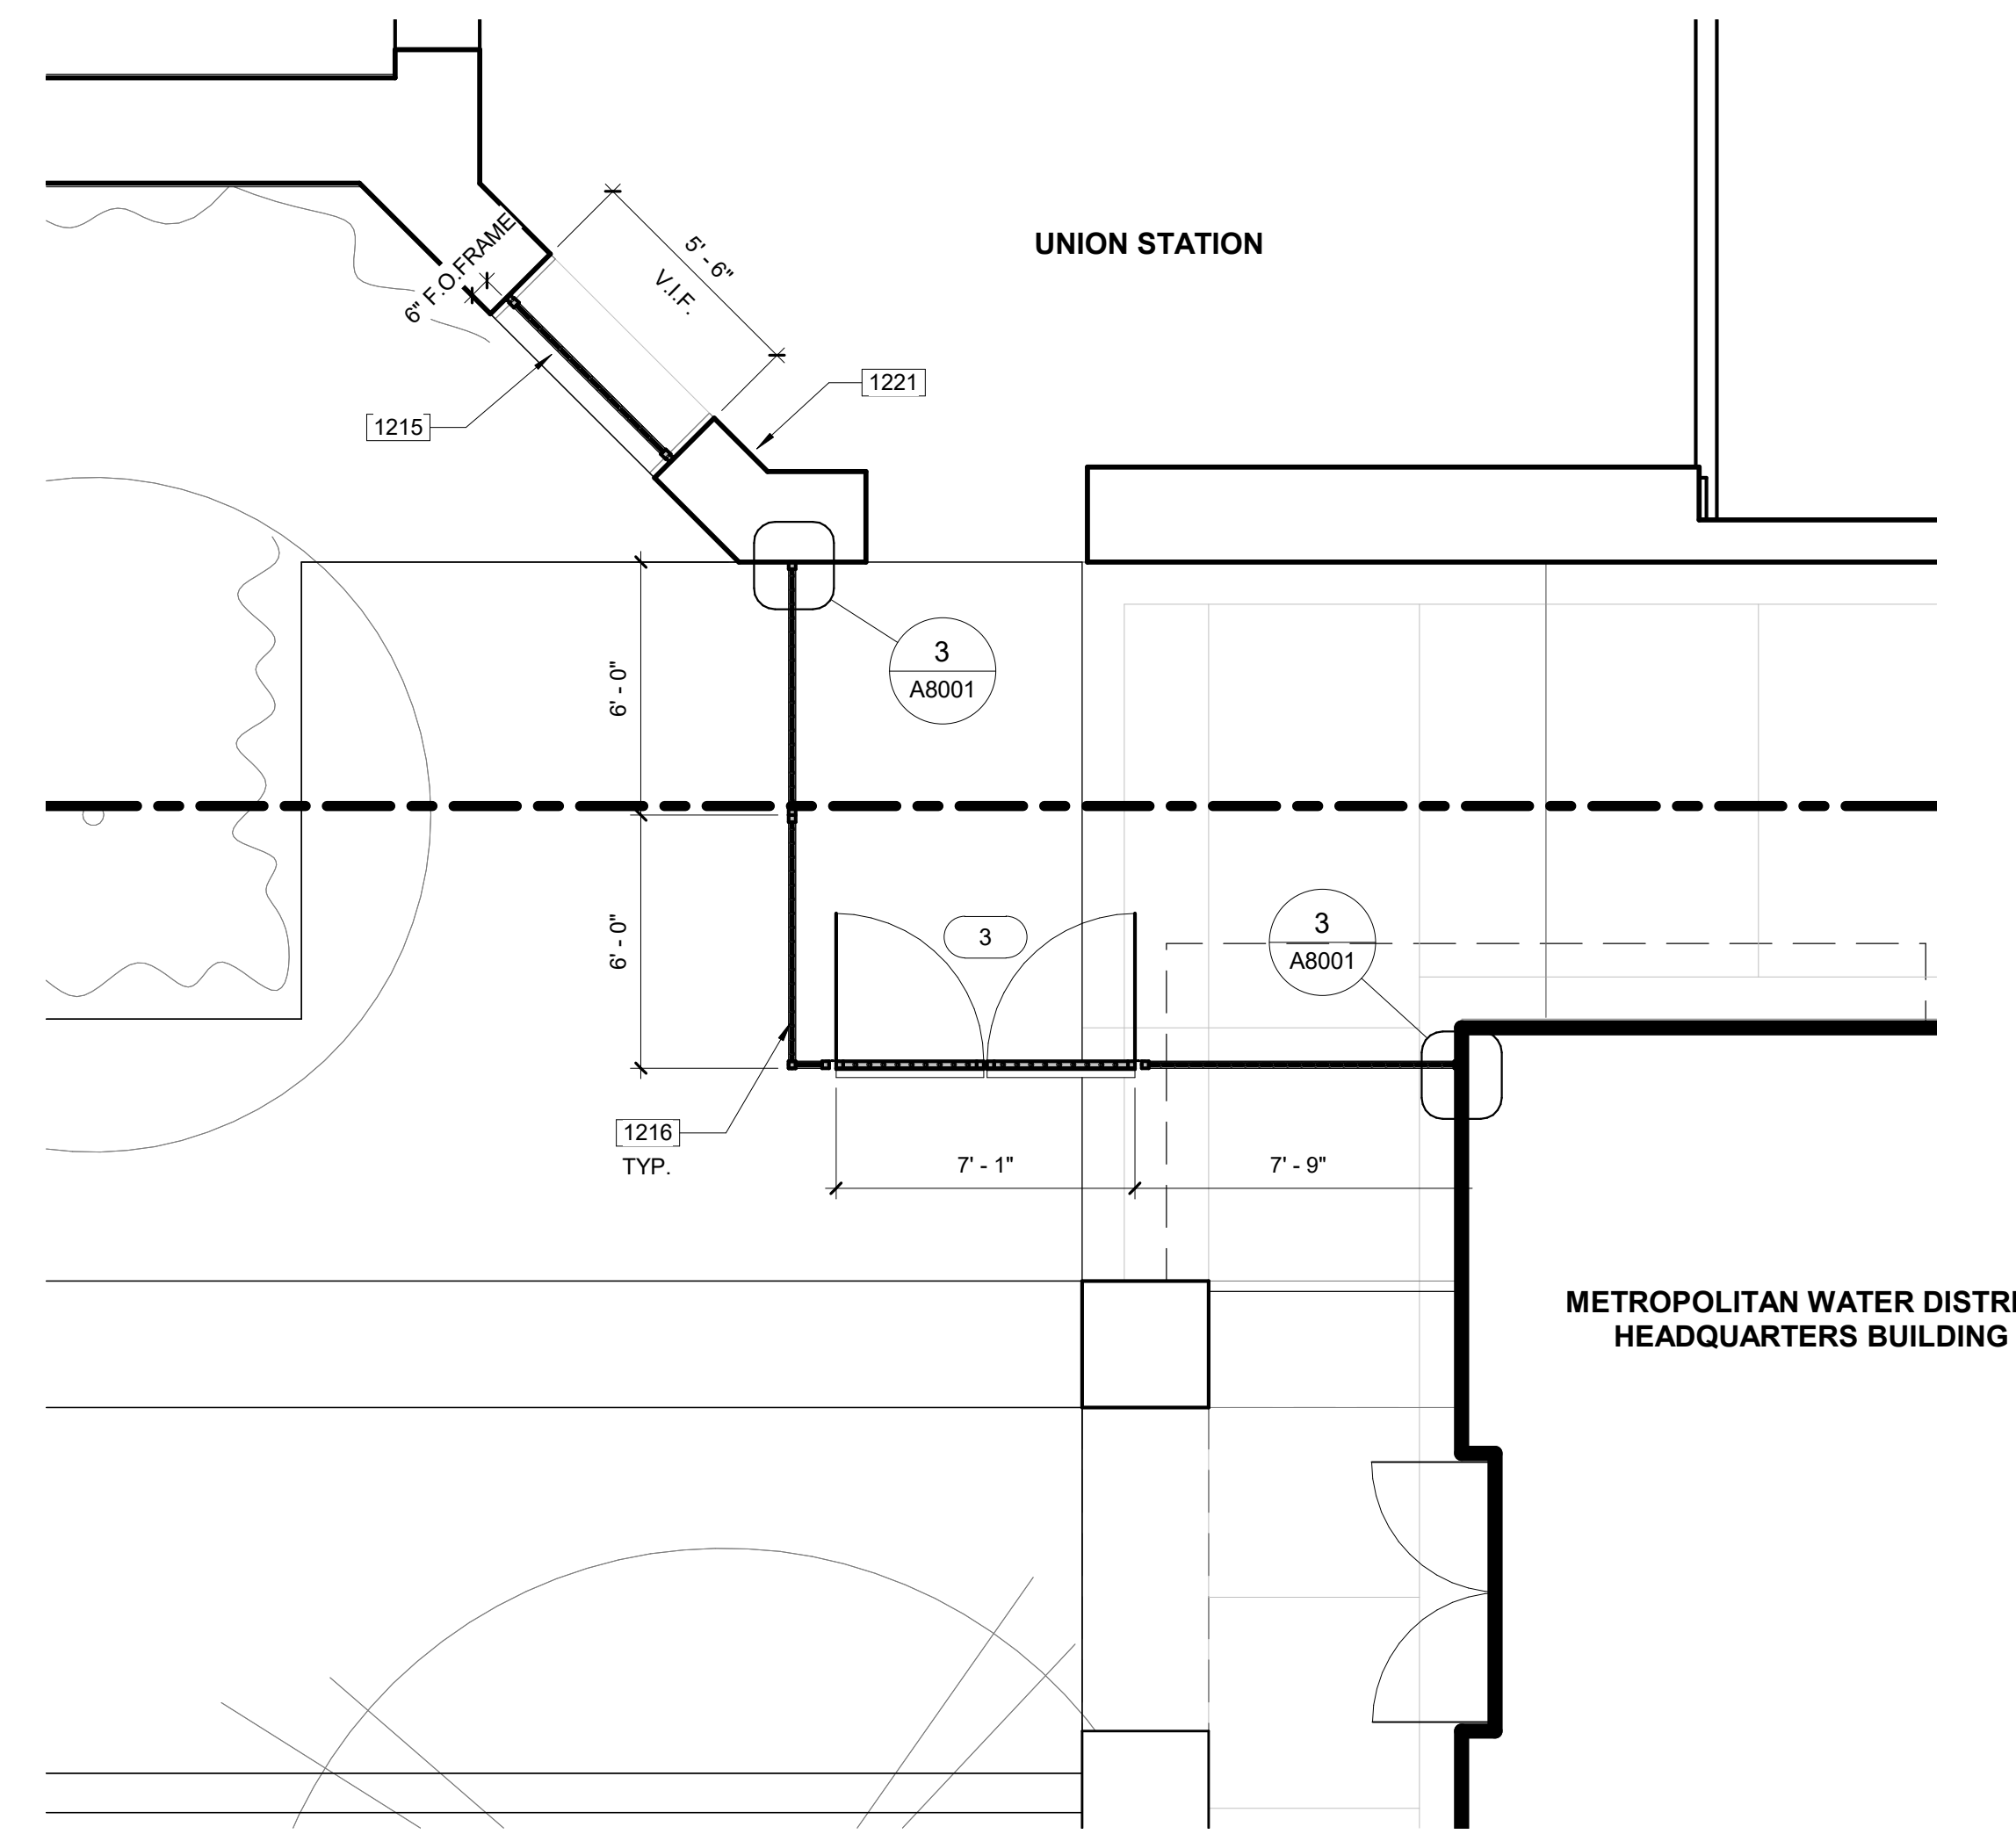 UNION STATION
6" F.O.FRAME
5' - 6"
V.I.F.
1221
1215
6' - 0"
3
A8001
6' - 0"
3
3
A8001
1216
TYP.
7' - 1"
7' - 9"
METROPOLITAN WATER DISTRI
HEADQUARTERS BUILDING